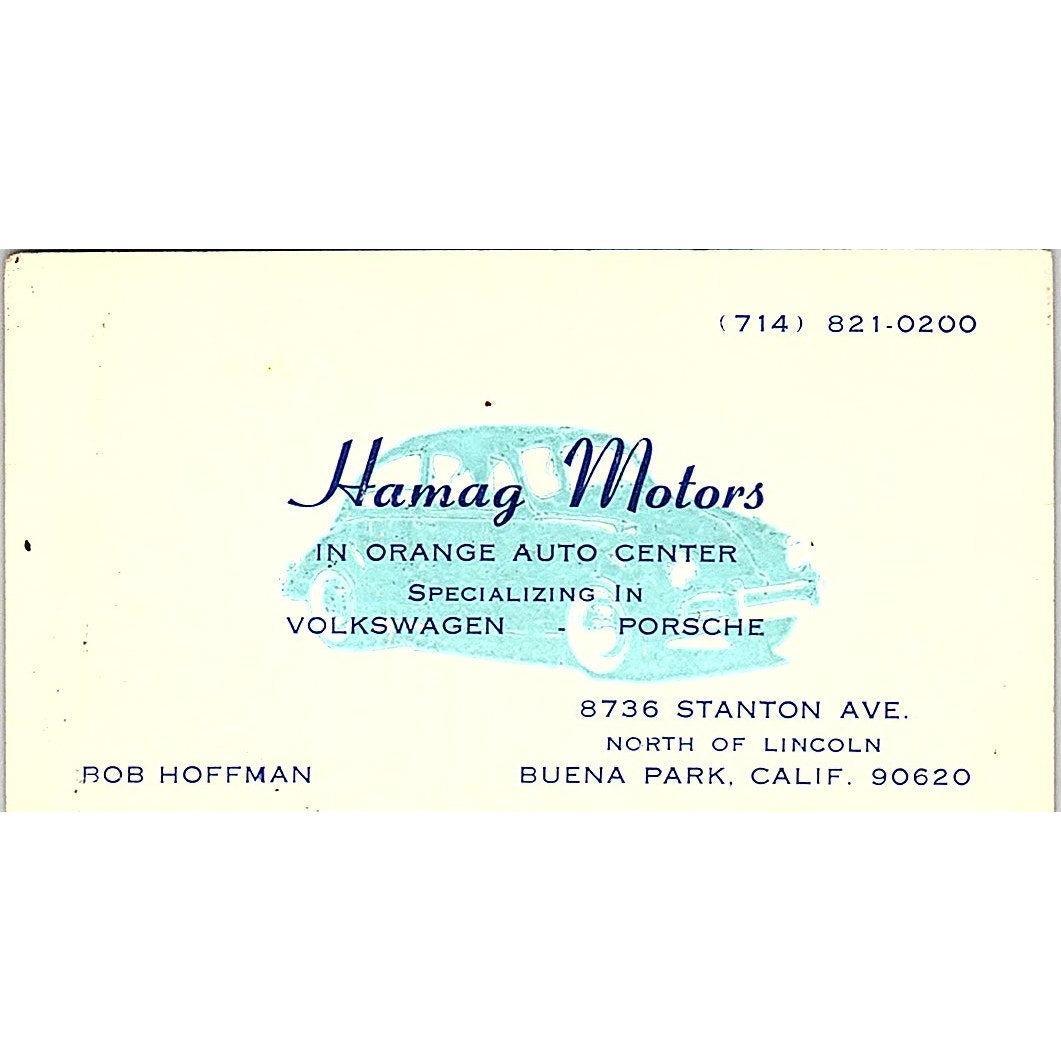 (714) 821-0200
Hamag Motors
IN ORANGE AUTO CENTER
SPECIALIZING IN
VOLKSWAGEN - PORSCHE
8736 STANTON AVE.
NORTH OF LINCOLN
BOB HOFFMAN BUENA PARK, CALIF. 90620